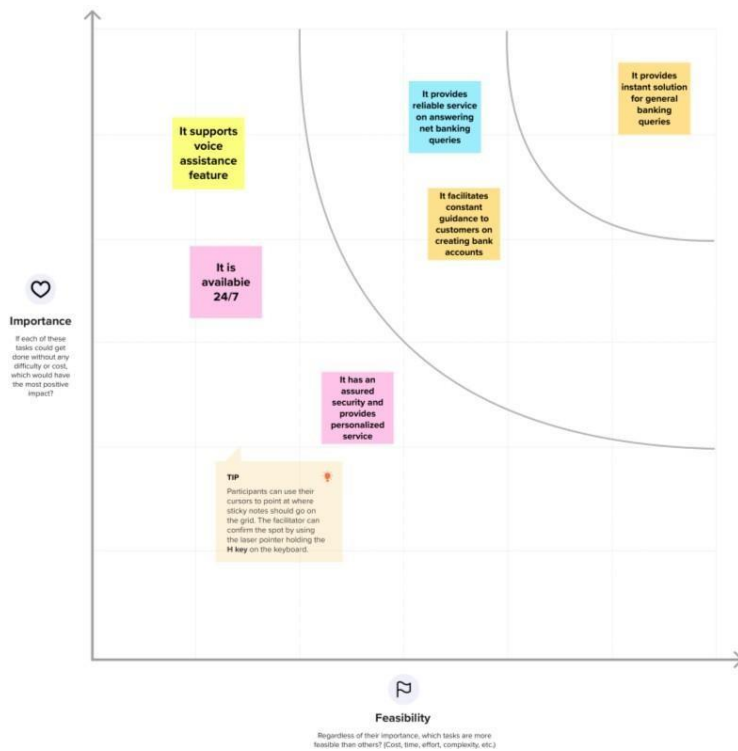 It provides
instant solution
for general
banking
queries
It provides
reliable service
on answering
net banking
queries
It supports
voice
assistance
feature
It facilitates
constant
guidance to
customers on
creating bank
accounts
It is
available
24/7
Importance
If each of these
tasks could get
done without any
difficulty or cost,
which would have
the most positive
impact?
It has an
assured
security and
provides
personalized
service
TIP
Participants can use their
cursors to point at where
sticky notes should go on
the grid. The facilitator can
confirm the spot by using
the laser pointer holding the
H key on the keyboard.
Feasibility
Regardless of their importance, which tasks are more
feasible than others? (Cost, time, effort, complexity, etc.)